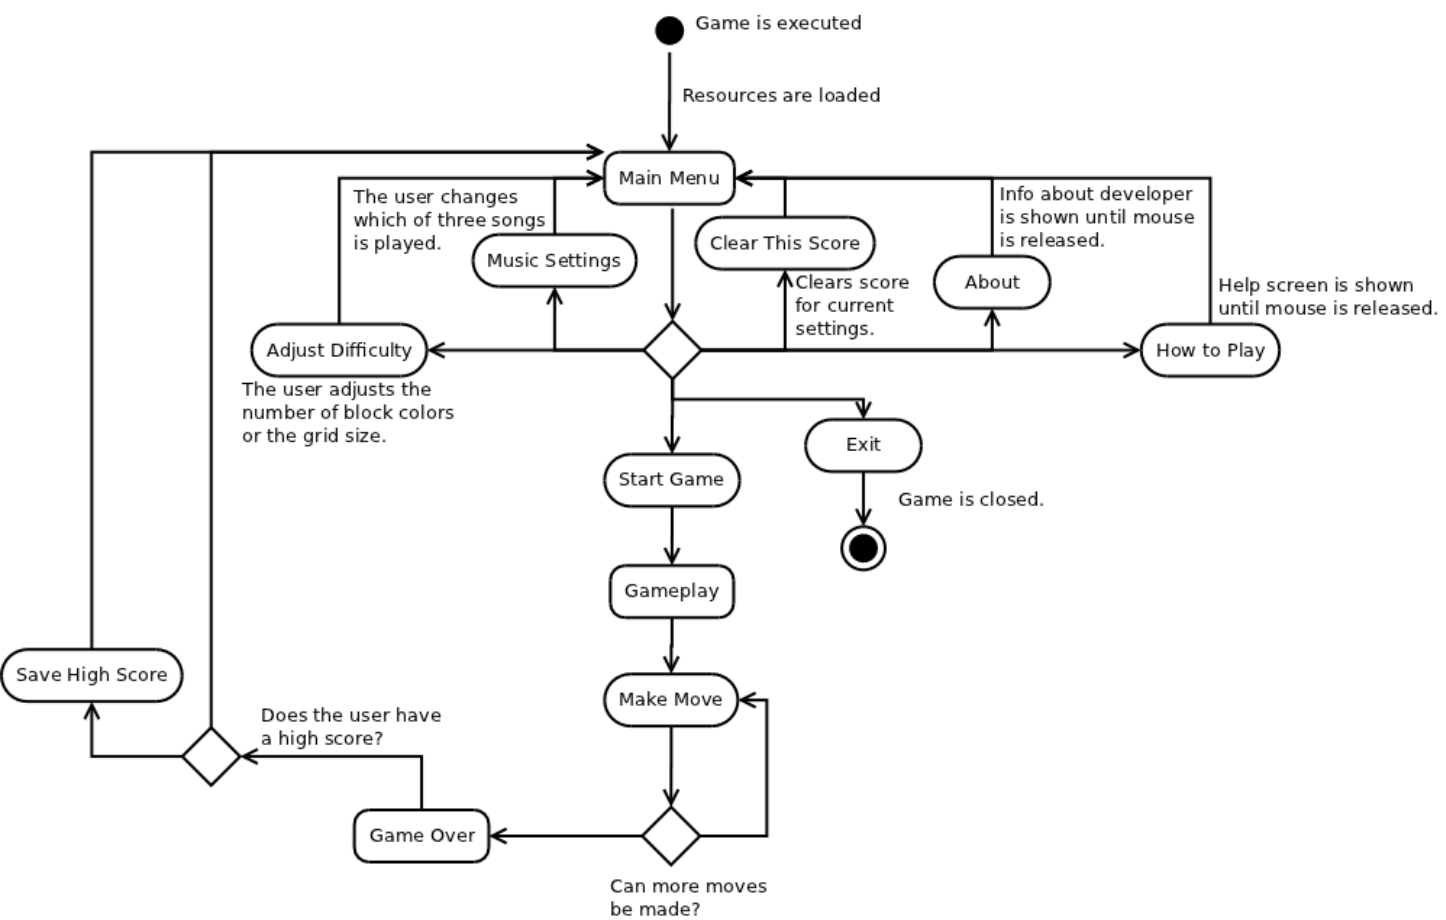 Game is executed
Resources are loaded
Main Menu
The user changes
which of three songs
is played.
Info about developer
is shown until mouse
is released.
Clear This Score
Music Settings
About
Clears score
for current
settings.
Help screen is shown
until mouse is released.
Adjust Difficulty
How to Play
The user adjusts the
number of block colors
or the grid size.
Exit
Start Game
Game is closed.
Gameplay
Save High Score
Make Move
Does the user have
a high score?
Game Over
Can more moves
be made?